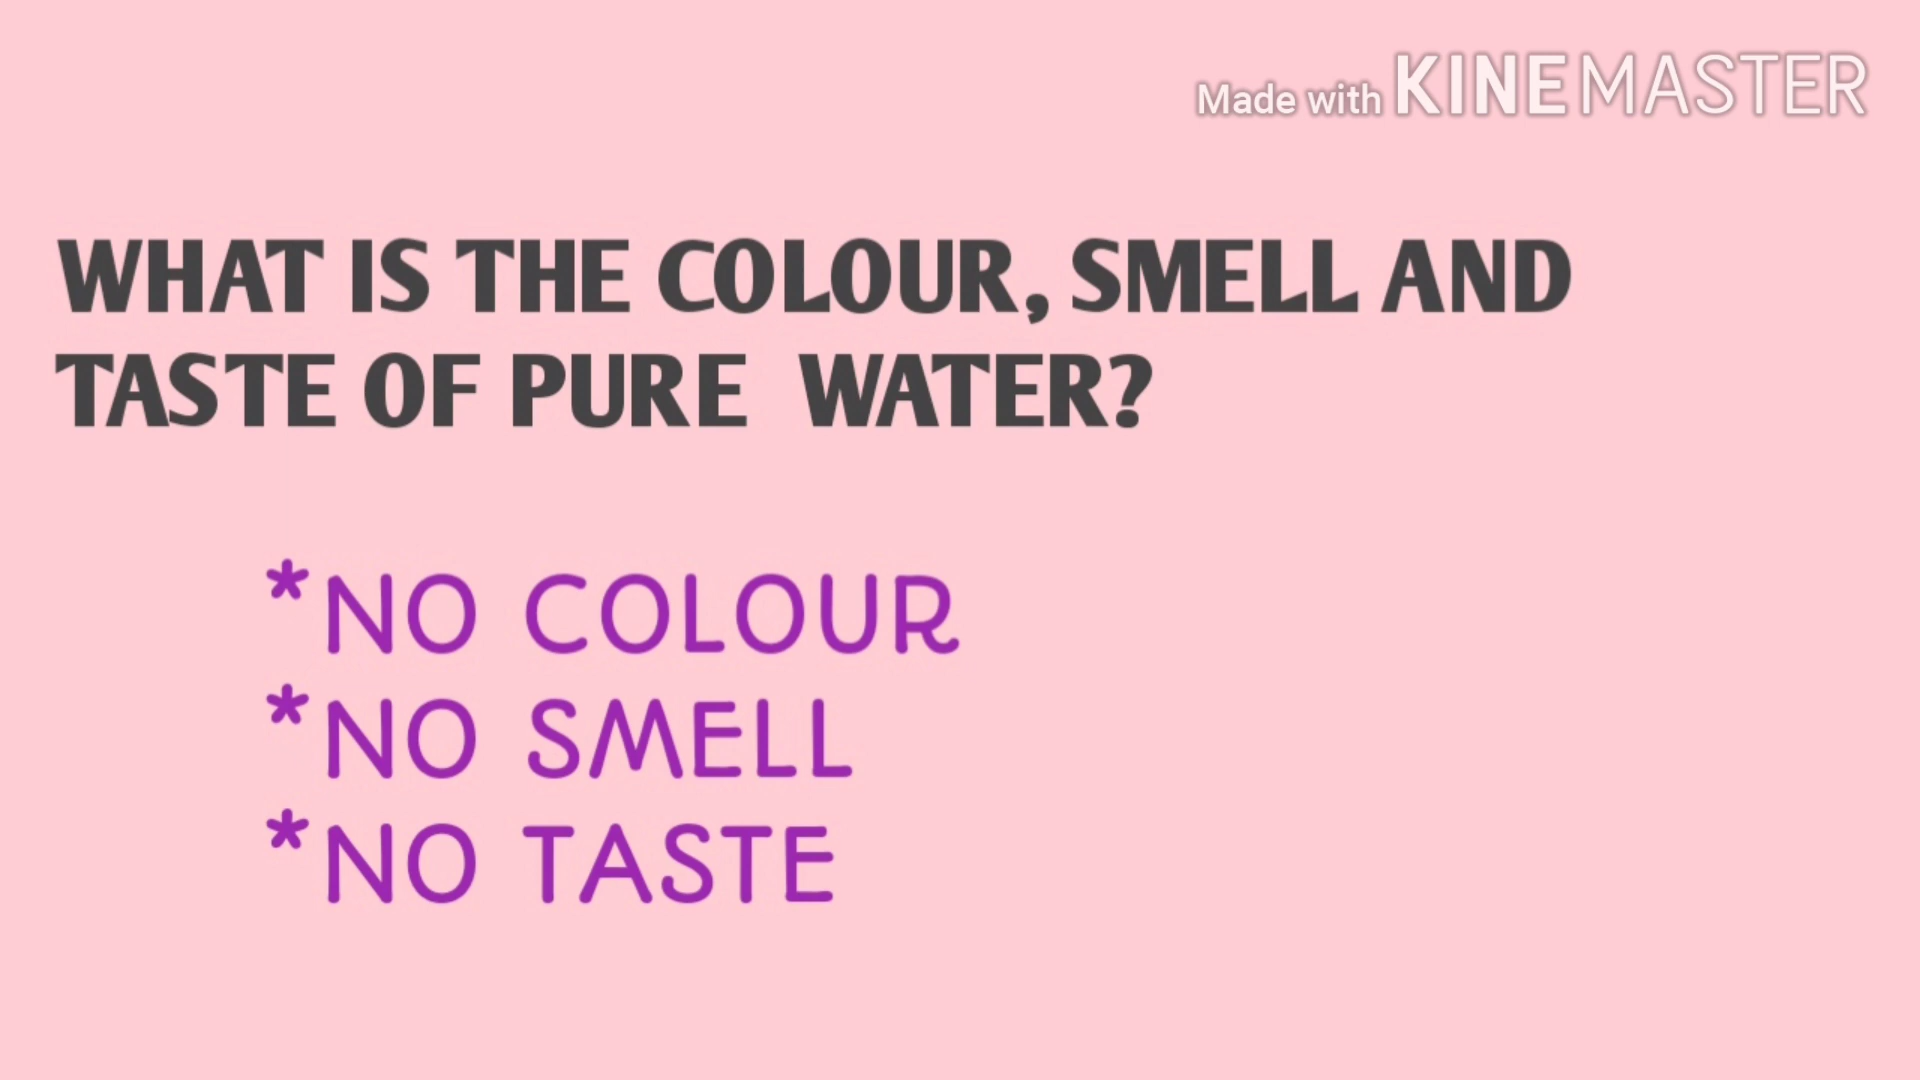 Made with KINEMASTER
WHAT IS THE COLOUR, SMELL AND
TASTE OF PURE WATER?
*NO COLOUR
*NO SMELL
*NO TASTE